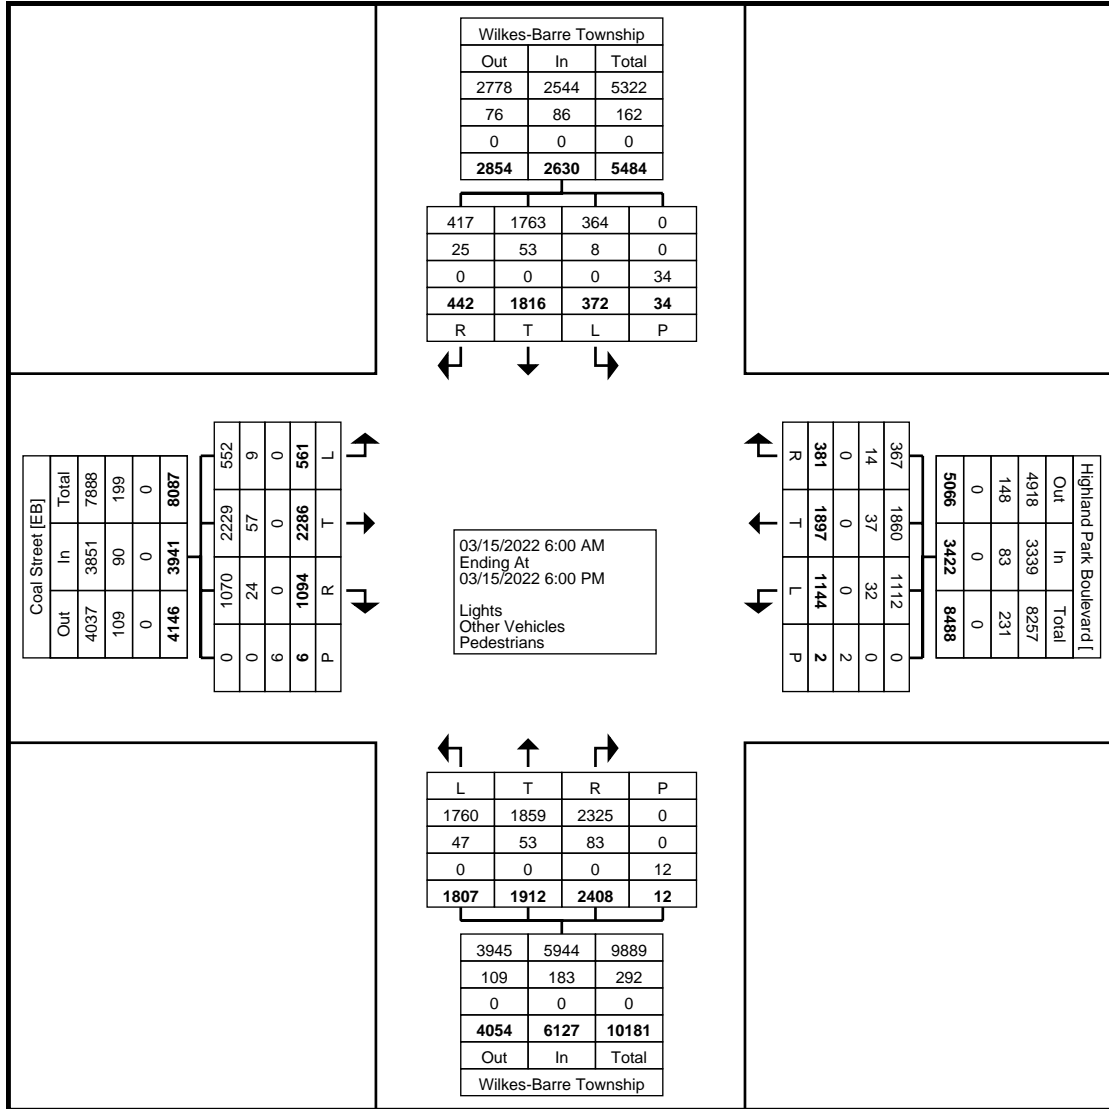 Wilkes-Barre Township
Out In Total
2778 2544 5322
76 86 162
0 0 0
2854 2630 5484
417 1763 364 0
25 53 8 0
0 0 0 34
442 1816 372 34
R T L P
Coal Street [EB]
Out In Total
4037 3851 7888
109 90 199
0 0 0
4146 3941 8087
0 1070 2229 552
0 24 57 9
6 0 0 0
6 1094 2286 561
P R T L
03/15/2022 6:00 AM
Ending At
03/15/2022 6:00 PM
Lights
Other Vehicles
Pedestrians
Highland Park Boulevard [
Out In Total
4918 3339 8257
148 83 231
0 0 0
5066 3422 8488
367 1860 1112 0
14 37 32 0
0 0 0 2
381 1897 1144 2
R T L P
L T R P
1760 1859 2325 0
47 53 83 0
0 0 0 12
1807 1912 2408 12
3945 5944 9889
109 183 292
0 0 0
4054 6127 10181
Out In Total
Wilkes-Barre Township